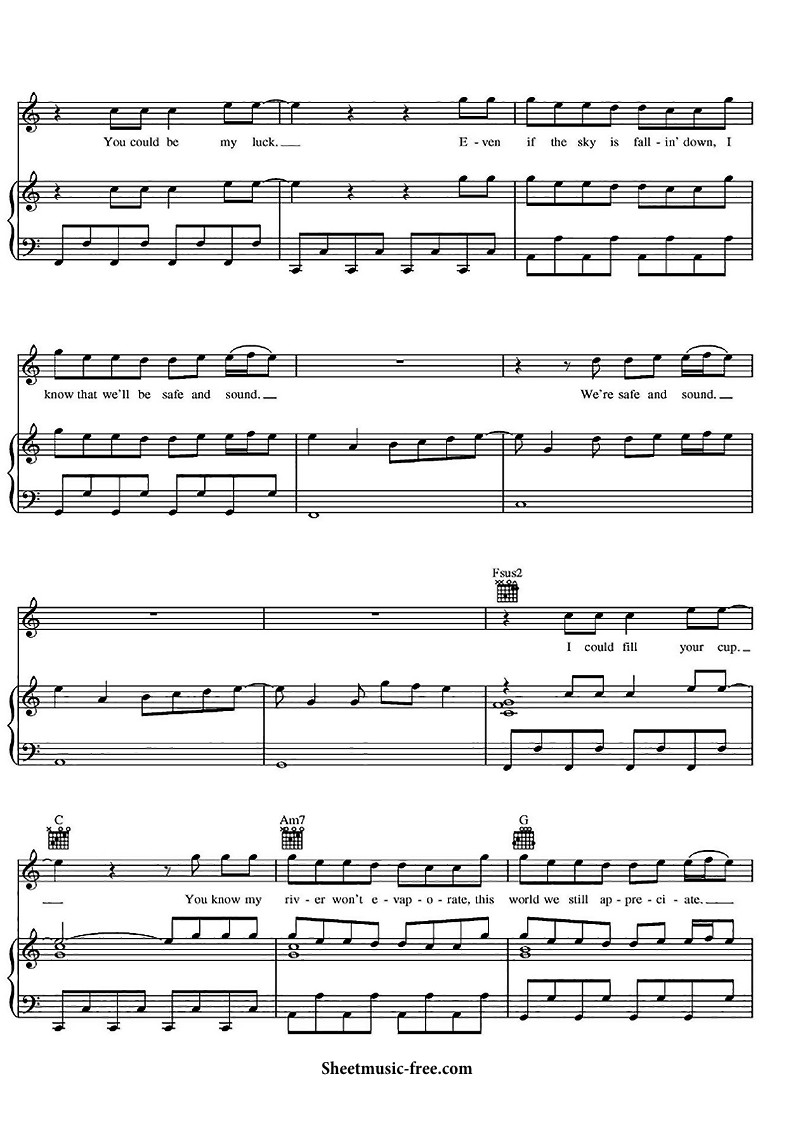 You could be my luck.
E - ven if the sky is fall - in' down, I
know that we'll be safe and sound.
We're safe and sound.
Fsus2
I could fill your cup.
C Am7 G
You know my riv - er won't e - vap - o - rate, this world we still ap - pre - ci - ate.
Sheetmusic-free.com